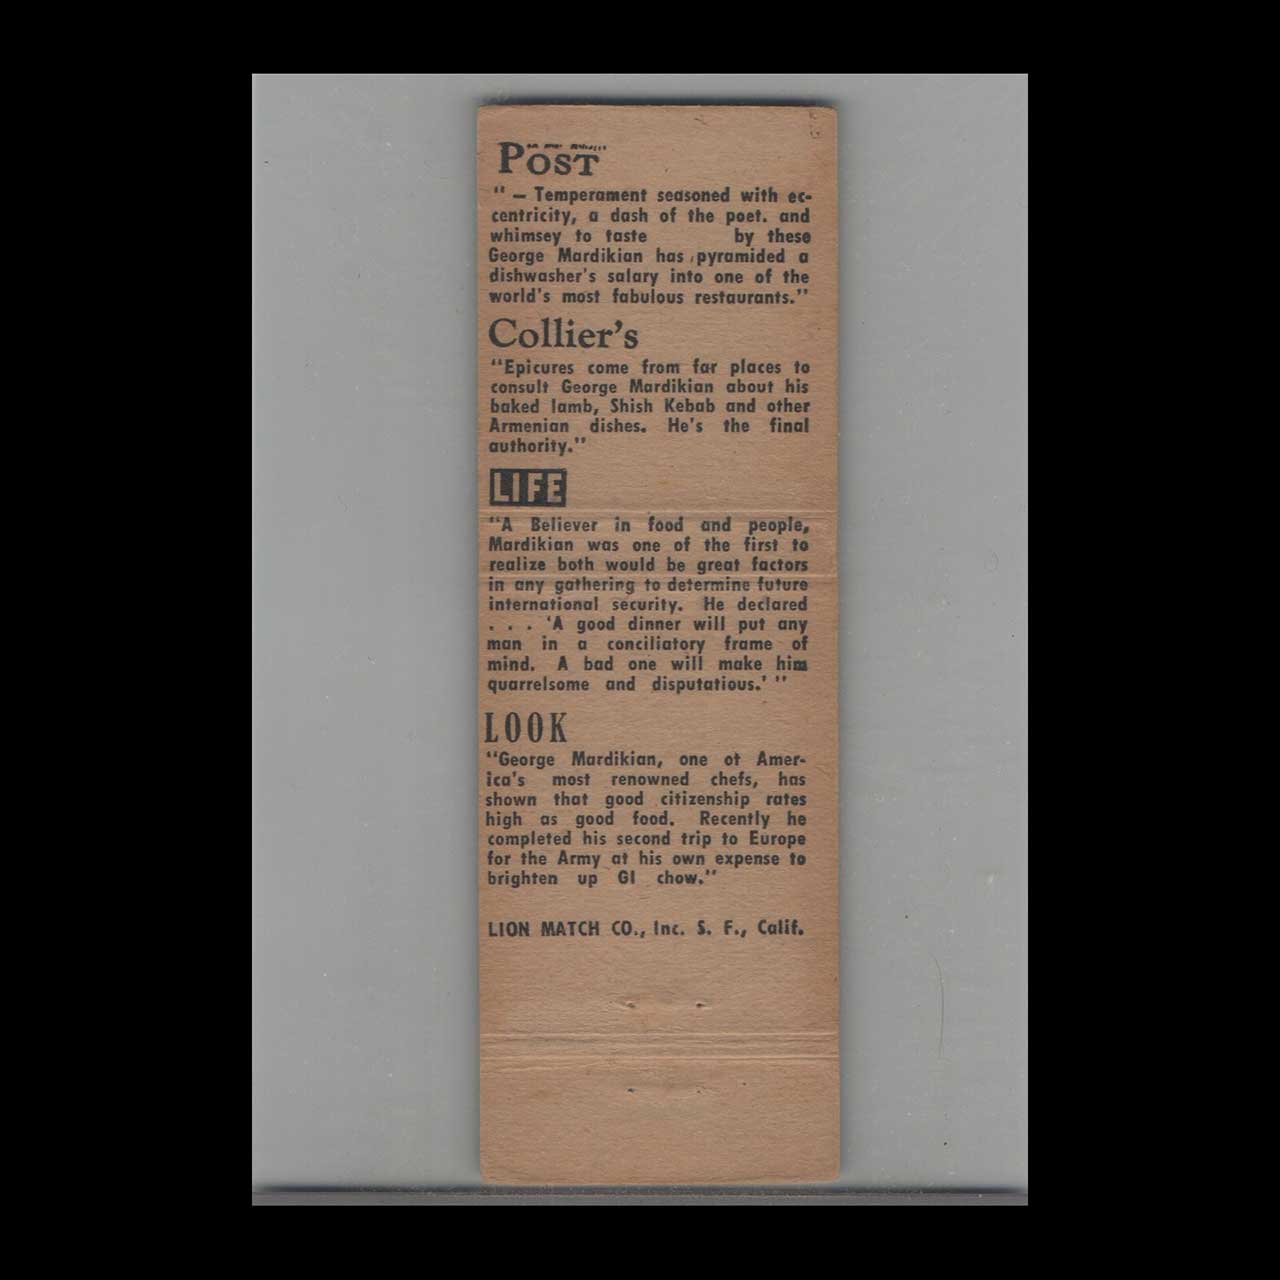 POST
" – Temperament seasoned with ec-
centricity, a dash of the poet. and
whimsey to taste by these
George Mardikian has pyramided a
dishwasher's salary into one of the
world's most fabulous restaurants."
Collier's
"Epicures come from far places to
consult George Mardikian about his
baked lamb, Shish Kebab and other
Armenian dishes. He's the final
authority."
LIFE
"A Believer in food and people,
Mardikian was one of the first to
realize both would be great factors
in any gathering to determine future
international security. He declared
. . . 'A good dinner will put any
man in a conciliatory frame of
mind. A bad one will make him
quarrelsome and disputatious.' "
LOOK
"George Mardikian, one of Amer-
ica's most renowned chefs, has
shown that good citizenship rates
high as good food. Recently he
completed his second trip to Europe
for the Army at his own expense to
brighten up GI chow."
LION MATCH CO., Inc. S. F., Calif.